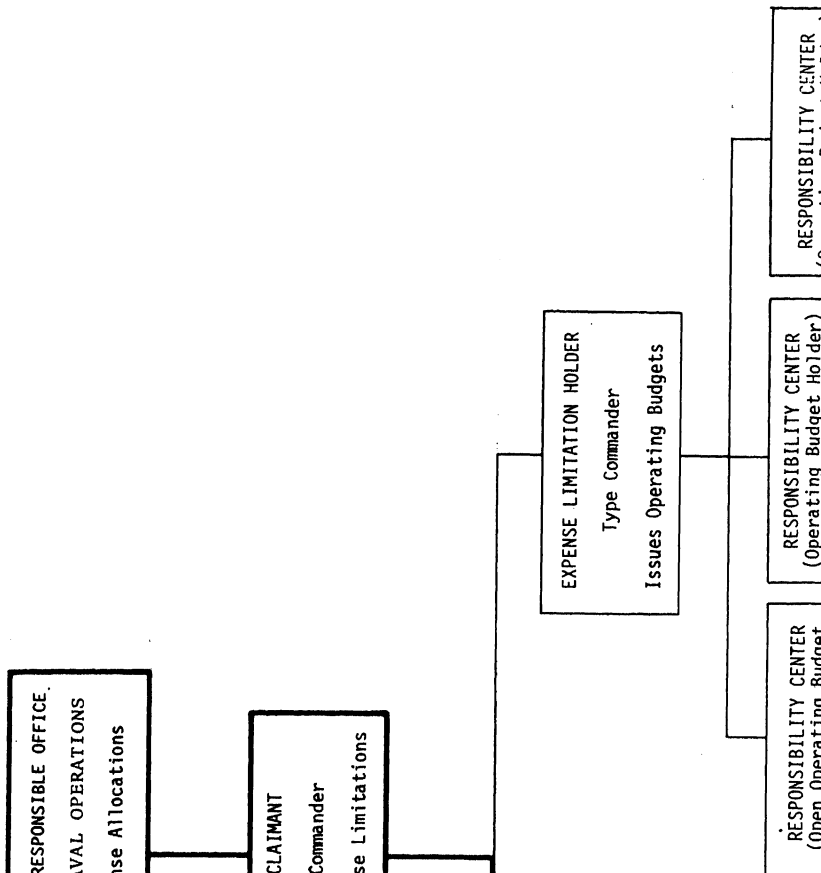 RESPONSIBLE OFFICE
AVAL OPERATIONS
nse Allocations
CLAIMANT
Commander
se Limitations
EXPENSE LIMITATION HOLDER
Type Commander
Issues Operating Budgets
RESPONSIBILITY CENTER
(Open Operating Budget
RESPONSIBILITY CENTER
(Operating Budget Holder)
RESPONSIBILITY CENTER